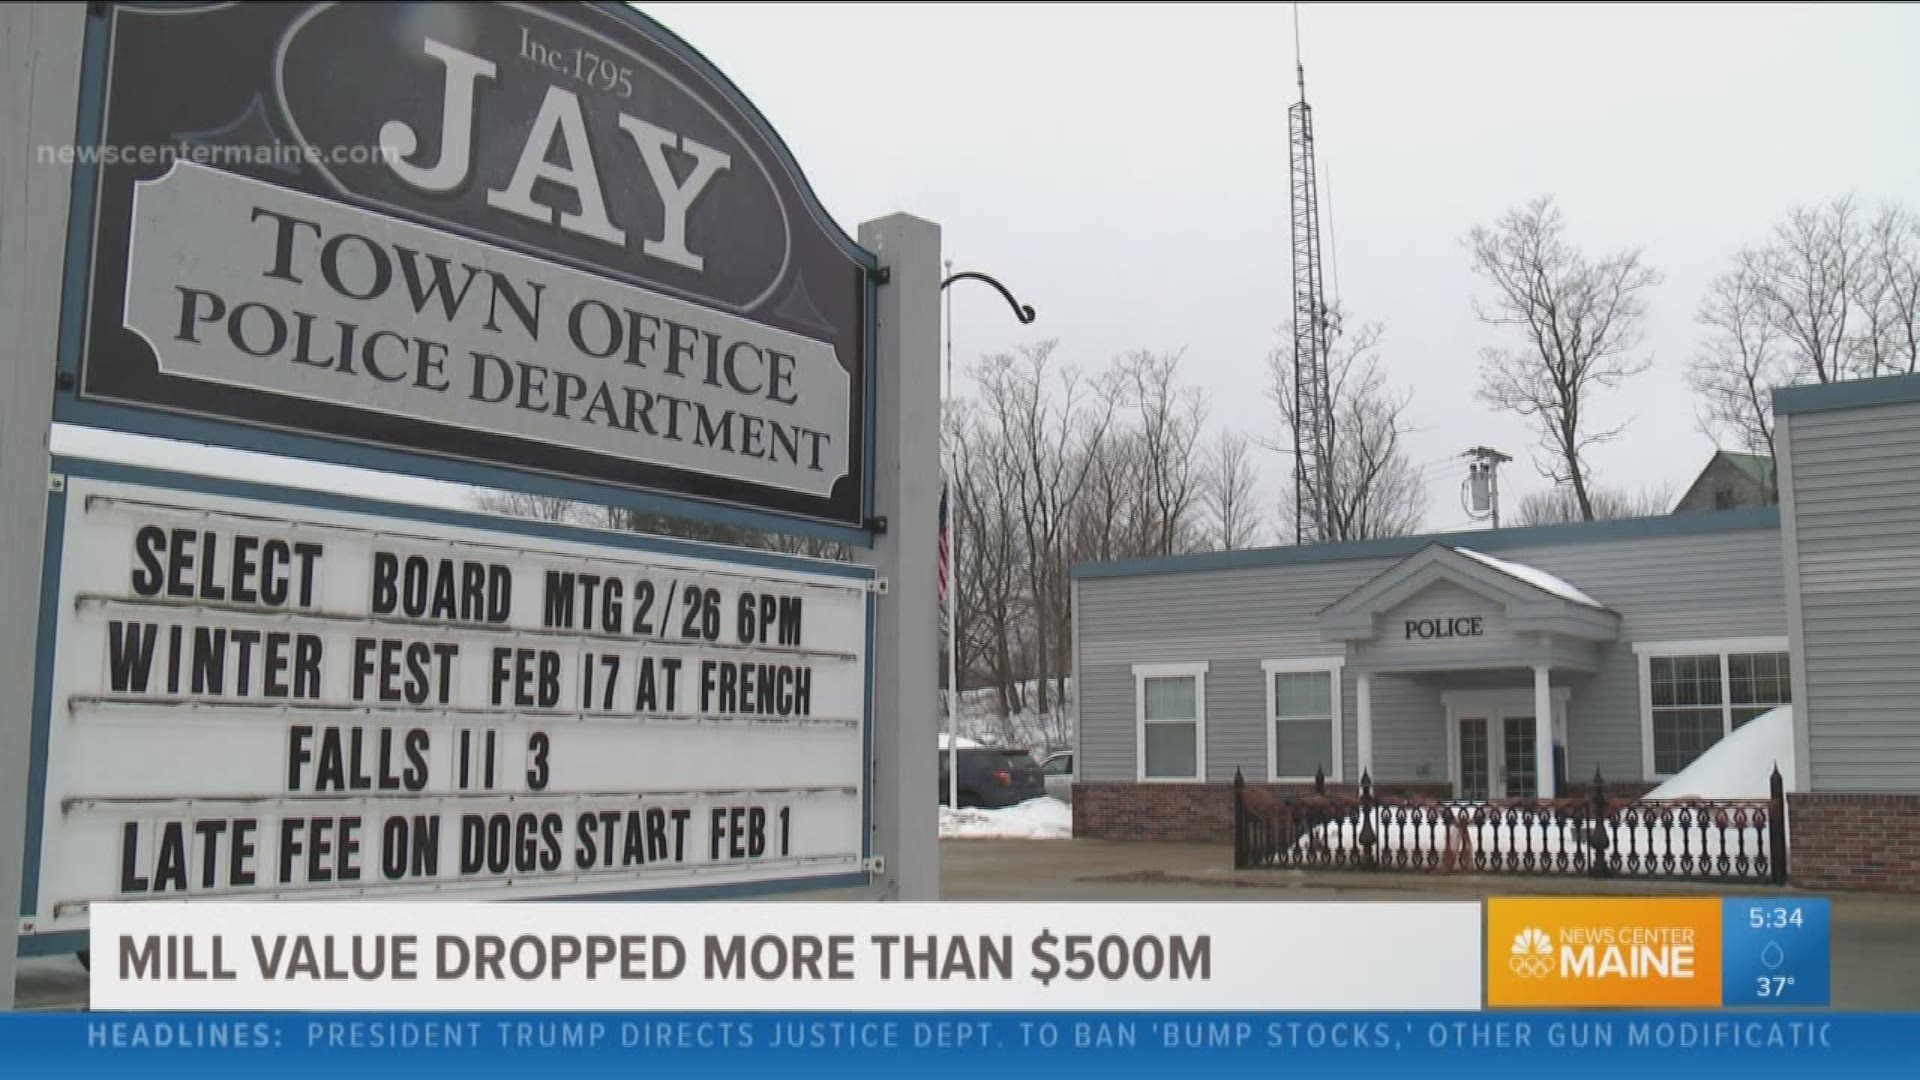 Inc. 1795
JAY
newscentermaine.com
TOWN OFFICE
POLICE DEPARTMENT
SELECT BOARD MTG 2/26 6PM
WINTER FEST FEB 17 AT FRENCH
FALLS 11 3
LATE FEE ON DOGS START FEB 1
POLICE
MILL VALUE DROPPED MORE THAN $500M
NEWS CENTER
MAINE
5:34
37°
HEADLINES: PRESIDENT TRUMP DIRECTS JUSTICE DEPT. TO BAN 'BUMP STOCKS,' OTHER GUN MODIFICATIO